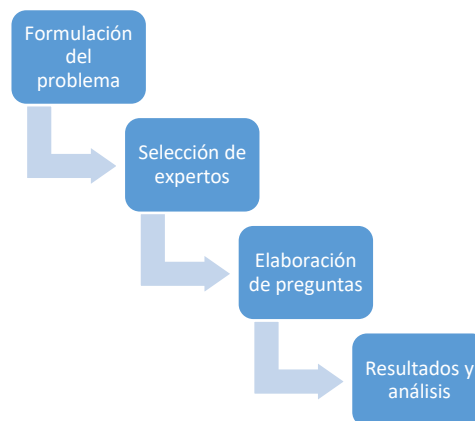 Formulación
del
problema
Selección de
expertos
Elaboración
de preguntas
Resultados y
análisis